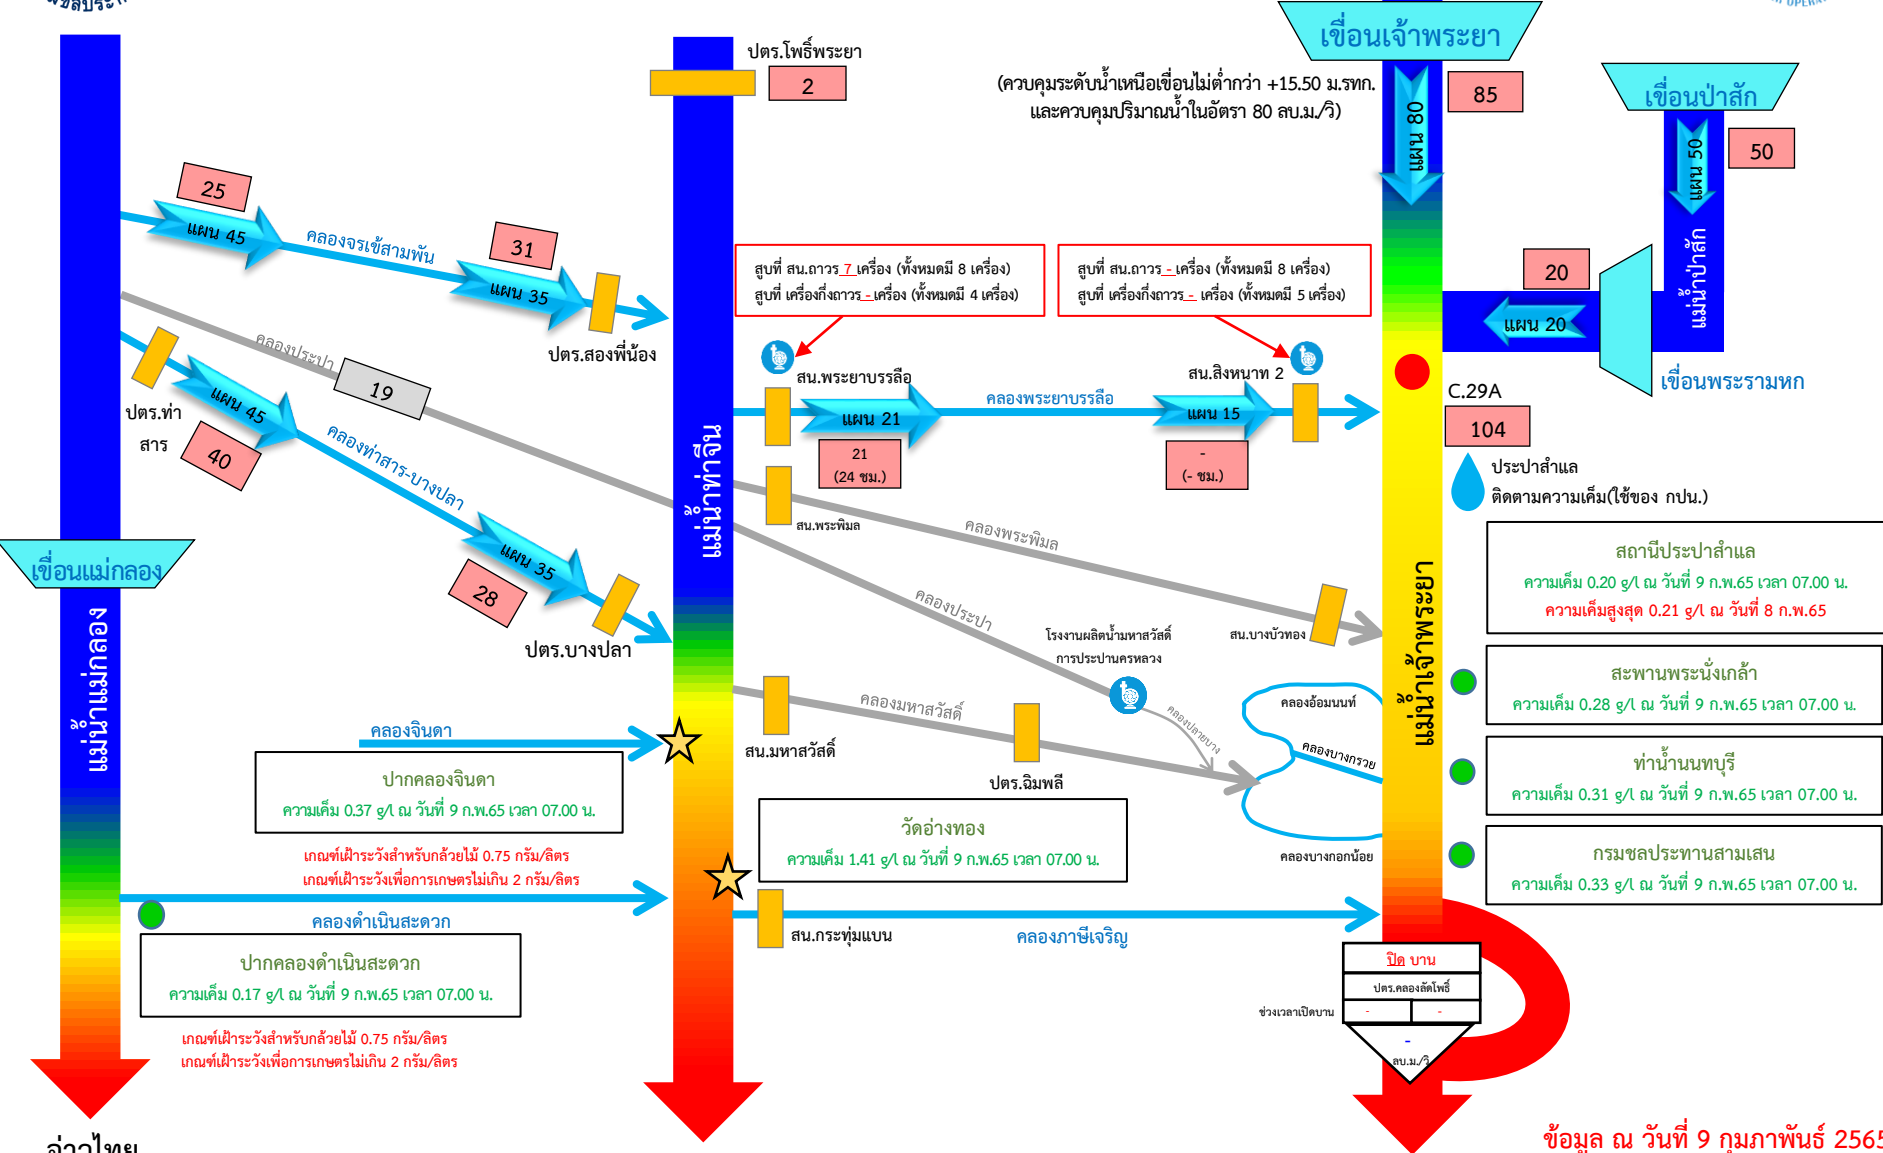 ปตร.โพธิ์พระยา
2
เขื่อนเจ้าพระยา
(ควบคุมระดับน้ำเหนือเขื่อนไม่ต่ำกว่า +15.50 ม.รทก.
และควบคุมปริมาณน้ำในอัตรา 80 ลบ.ม./วิ)
แผน 80
85
เขื่อนป่าสัก
แผน 50
50
แม่น้ำป่าสัก
20
แผน 20
เขื่อนพระรามหก
25
แผน 45
คลองจรเข้สามพัน
31
แผน 35
ปตร.สองพี่น้อง
สูบที่ สน.ถาวร 7 เครื่อง (ทั้งหมดมี 8 เครื่อง)
สูบที่ เครื่องกึ่งถาวร - เครื่อง (ทั้งหมดมี 4 เครื่อง)
สูบที่ สน.ถาวร - เครื่อง (ทั้งหมดมี 8 เครื่อง)
สูบที่ เครื่องกึ่งถาวร - เครื่อง (ทั้งหมดมี 5 เครื่อง)
คลองประปา
19
ปตร.ท่า
สาร
แผน 45
40
คลองท่าสาร-บางปลา
แผน 35
28
ปตร.บางปลา
แม่น้ำท่าจีน
สน.พระยาบรรลือ
แผน 21
21
(24 ชม.)
คลองพระยาบรรลือ
สน.สิงหนาท 2
แผน 15
-
(- ชม.)
C.29A
104
ประปาสำแล
ติดตามความเค็ม(ใช้ของ กปน.)
สน.พระพิมล
คลองพระพิมล
คลองประปา
สน.บางบัวทอง
โรงงานผลิตน้ำมหาสวัสดิ์
การประปานครหลวง
เขื่อนแม่กลอง
แม่น้ำแม่กลอง
แม่น้ำเจ้าพระยา
สถานีประปาสำแล
ความเค็ม 0.20 g/l ณ วันที่ 9 ก.พ.65 เวลา 07.00 น.
ความเค็มสูงสุด 0.21 g/l ณ วันที่ 8 ก.พ.65
สะพานพระนั่งเกล้า
ความเค็ม 0.28 g/l ณ วันที่ 9 ก.พ.65 เวลา 07.00 น.
ท่าน้ำนนทบุรี
ความเค็ม 0.31 g/l ณ วันที่ 9 ก.พ.65 เวลา 07.00 น.
กรมชลประทานสามเสน
ความเค็ม 0.33 g/l ณ วันที่ 9 ก.พ.65 เวลา 07.00 น.
คลองมหาสวัสดิ์
สน.มหาสวัสดิ์
ปตร.ฉิมพลี
คลองปลายบาง
คลองอ้อมนนท์
คลองบางกรวย
คลองบางกอกน้อย
คลองจินดา
ปากคลองจินดา
ความเค็ม 0.37 g/l ณ วันที่ 9 ก.พ.65 เวลา 07.00 น.
เกณฑ์เฝ้าระวังสำหรับกล้วยไม้ 0.75 กรัม/ลิตร
เกณฑ์เฝ้าระวังเพื่อการเกษตรไม่เกิน 2 กรัม/ลิตร
วัดอ่างทอง
ความเค็ม 1.41 g/l ณ วันที่ 9 ก.พ.65 เวลา 07.00 น.
คลองดำเนินสะดวก
สน.กระทุ่มแบน
คลองภาษีเจริญ
ปากคลองดำเนินสะดวก
ความเค็ม 0.17 g/l ณ วันที่ 9 ก.พ.65 เวลา 07.00 น.
เกณฑ์เฝ้าระวังสำหรับกล้วยไม้ 0.75 กรัม/ลิตร
เกณฑ์เฝ้าระวังเพื่อการเกษตรไม่เกิน 2 กรัม/ลิตร
ปิด บาน
ปตร.คลองลัดโพธิ์
ช่วงเวลาเปิดบาน
- -
-
ลบ.ม./วิ
อ่าวไทย
ข้อมูล ณ วันที่ 9 กุมภาพันธ์ 2565